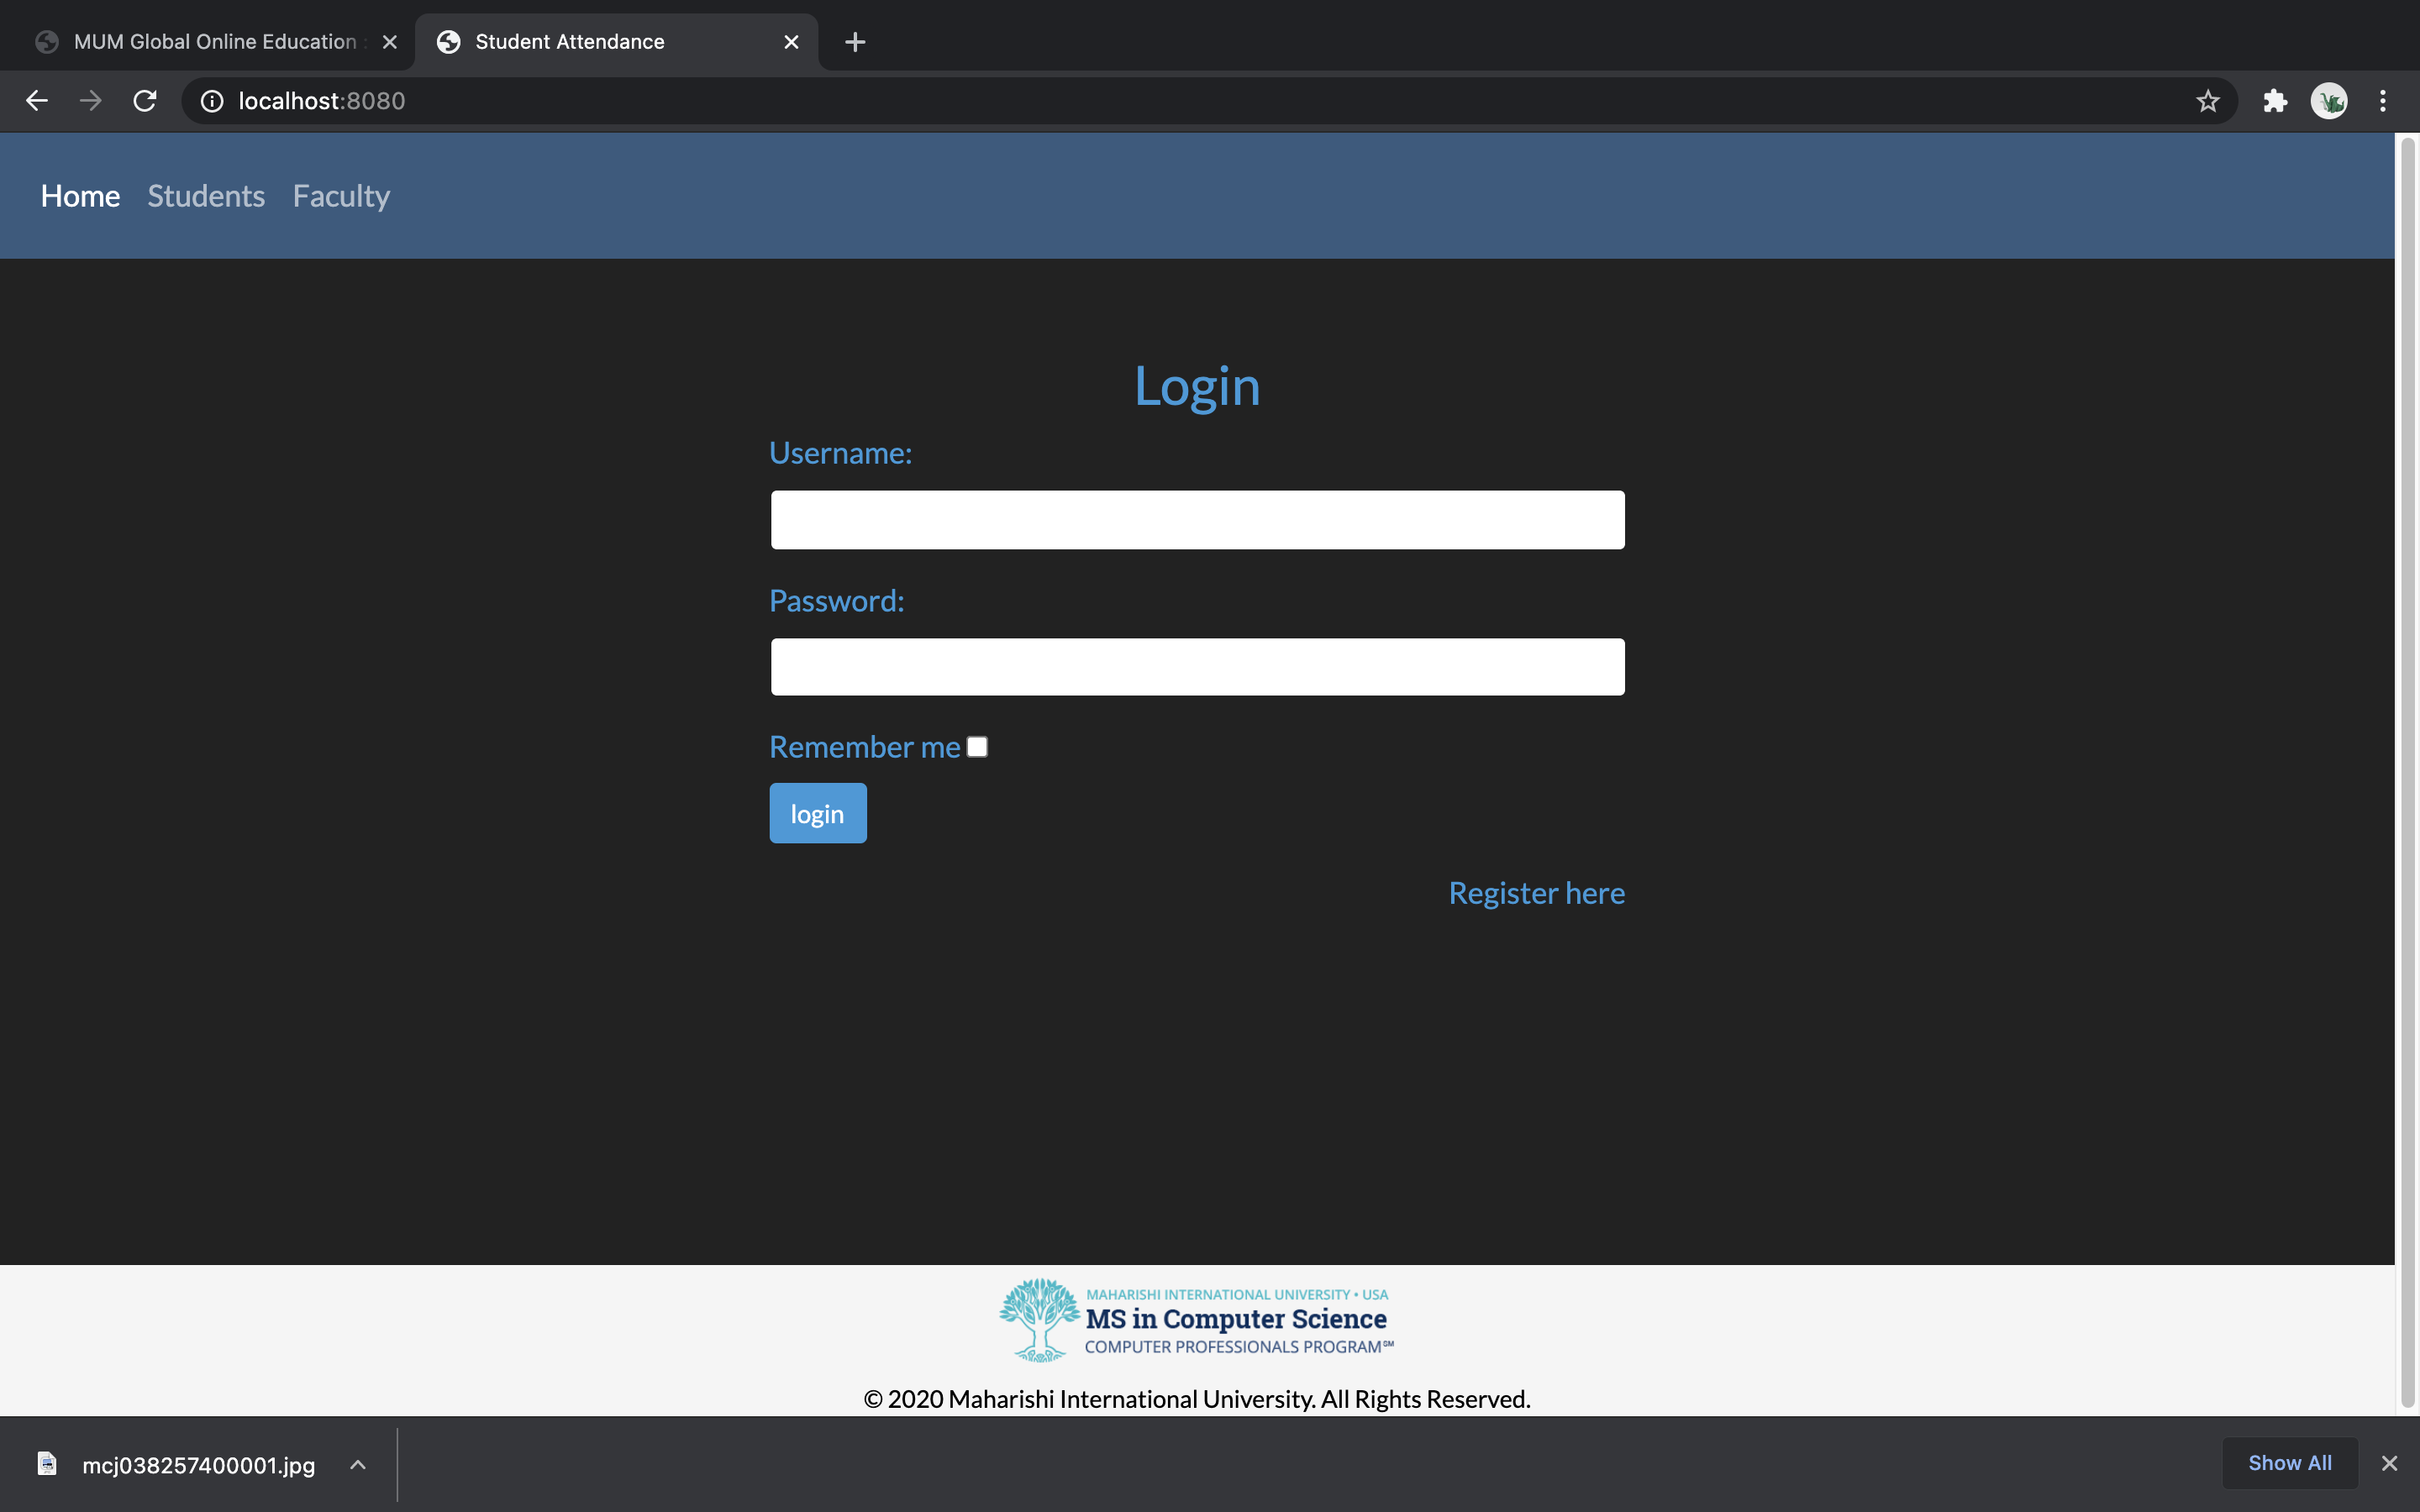 MUM Global Online Education
Student Attendance
localhost:8080
Home Students Faculty
Login
Username:
Password:
Remember me
login
Register here
MAHARISHI INTERNATIONAL UNIVERSITY • USA
MS in Computer Science
COMPUTER PROFESSIONALS PROGRAM℠
© 2020 Maharishi International University. All Rights Reserved.
mcj038257400001.jpg
Show All